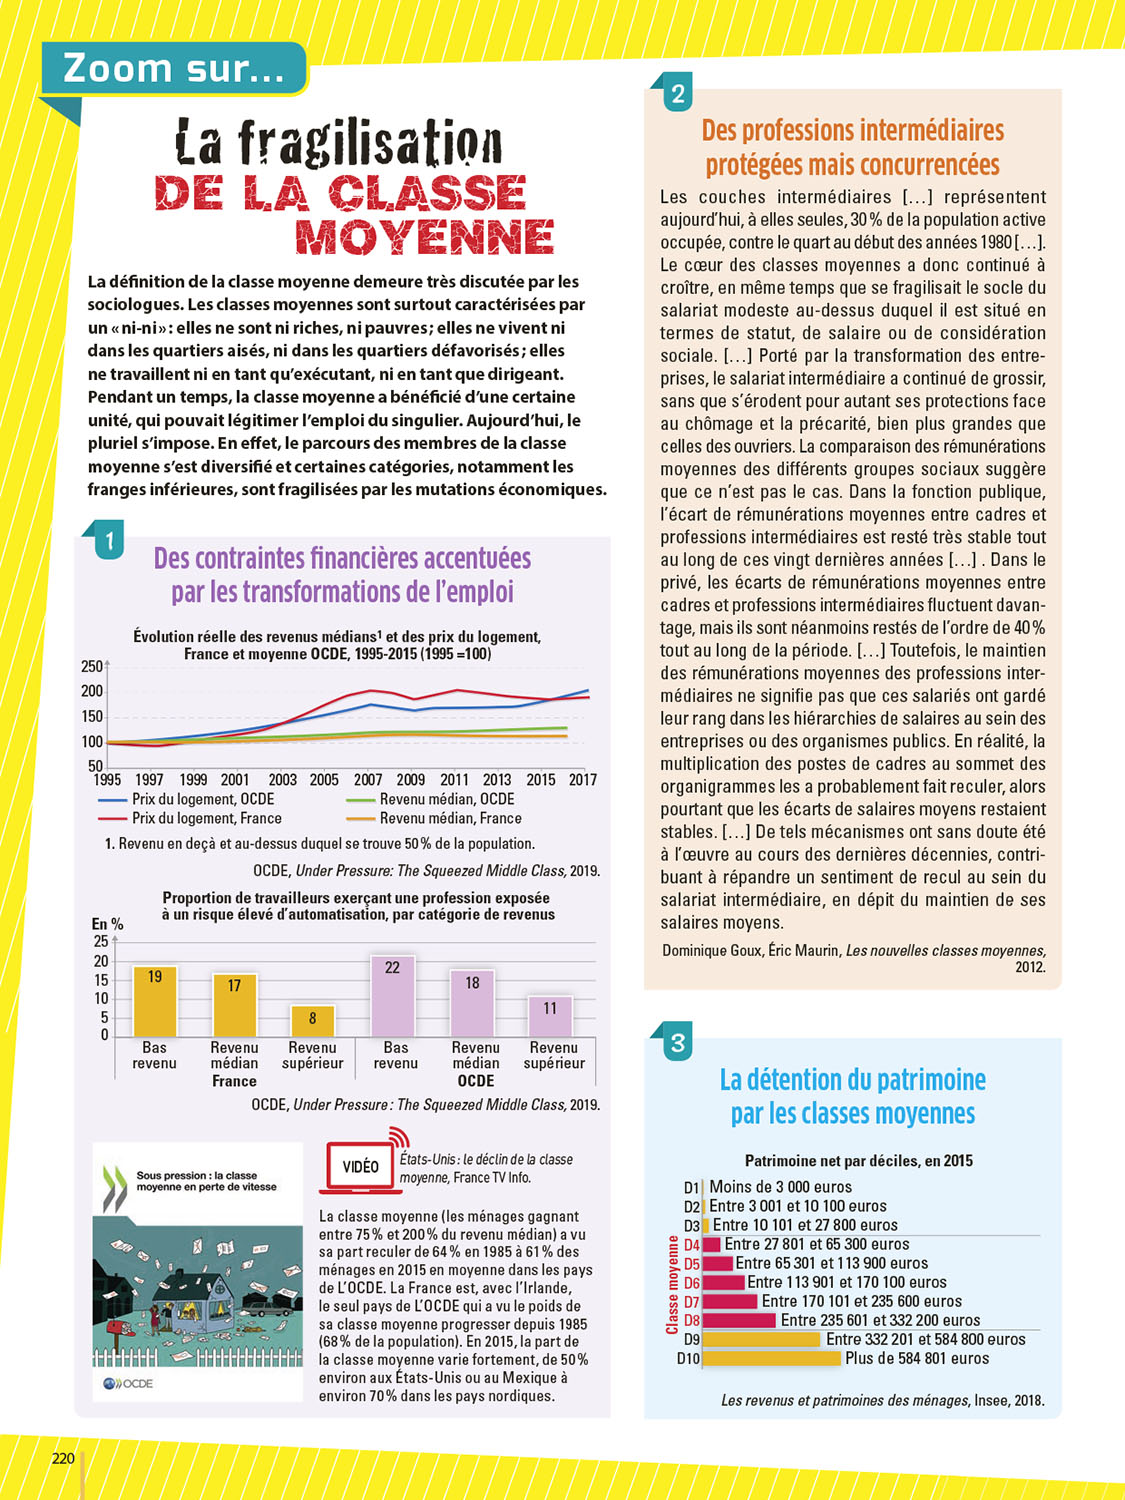 Zoom sur...
La fragilisation
DE LA CLASSE
MOYENNE
La définition de la classe moyenne demeure très discutée par les
sociologues. Les classes moyennes sont surtout caractérisées par
un « ni-ni » : elles ne sont ni riches, ni pauvres ; elles ne vivent ni
dans les quartiers aisés, ni dans les quartiers défavorisés ; elles
ne travaillent ni en tant qu'exécutant, ni en tant que dirigeant.
Pendant un temps, la classe moyenne a bénéficié d'une certaine
unité, qui pouvait légitimer l'emploi du singulier. Aujourd'hui, le
pluriel s'impose. En effet, le parcours des membres de la classe
moyenne s'est diversifié et certaines catégories, notamment les
franges inférieures, sont fragilisées par les mutations économiques.
1
Des contraintes financières accentuées
par les transformations de l'emploi
Évolution réelle des revenus médians¹ et des prix du logement,
France et moyenne OCDE, 1995-2015 (1995 =100)
250
200
150
100
50
1995 1997 1999 2001 2003 2005 2007 2009 2011 2013 2015 2017
Prix du logement, OCDE Revenu médian, OCDE
Prix du logement, France Revenu médian, France
1. Revenu en deçà et au-dessus duquel se trouve 50 % de la population.
OCDE, Under Pressure: The Squeezed Middle Class, 2019.
Proportion de travailleurs exerçant une profession exposée
à un risque élevé d'automatisation, par catégorie de revenus
En %
25
20
15
10
5
0
19 17 8 22 18 11
Bas revenu Revenu médian Revenu supérieur Bas revenu Revenu médian Revenu supérieur
France OCDE
OCDE, Under Pressure : The Squeezed Middle Class, 2019.
Sous pression : la classe
moyenne en perte de vitesse
OCDE
VIDÉO
États-Unis : le déclin de la classe
moyenne, France TV Info.
La classe moyenne (les ménages gagnant
entre 75 % et 200 % du revenu médian) a vu
sa part reculer de 64 % en 1985 à 61 % des
ménages en 2015 en moyenne dans les pays
de L'OCDE. La France est, avec l'Irlande,
le seul pays de L'OCDE qui a vu le poids de
sa classe moyenne progresser depuis 1985
(68 % de la population). En 2015, la part de
la classe moyenne varie fortement, de 50 %
environ aux États-Unis ou au Mexique à
environ 70 % dans les pays nordiques.
2
Des professions intermédiaires
protégées mais concurrencées
Les couches intermédiaires [...] représentent
aujourd'hui, à elles seules, 30 % de la population active
occupée, contre le quart au début des années 1980 [...].
Le cœur des classes moyennes a donc continué à
croître, en même temps que se fragilisait le socle du
salariat modeste au-dessus duquel il est situé en
termes de statut, de salaire ou de considération
sociale. [...] Porté par la transformation des entre-
prises, le salariat intermédiaire a continué de grossir,
sans que s'érodent pour autant ses protections face
au chômage et la précarité, bien plus grandes que
celles des ouvriers. La comparaison des rémunérations
moyennes des différents groupes sociaux suggère
que ce n'est pas le cas. Dans la fonction publique,
l'écart de rémunérations moyennes entre cadres et
professions intermédiaires est resté très stable tout
au long de ces vingt dernières années [...] . Dans le
privé, les écarts de rémunérations moyennes entre
cadres et professions intermédiaires fluctuent davan-
tage, mais ils sont néanmoins restés de l'ordre de 40 %
tout au long de la période. [...] Toutefois, le maintien
des rémunérations moyennes des professions inter-
médiaires ne signifie pas que ces salariés ont gardé
leur rang dans les hiérarchies de salaires au sein des
entreprises ou des organismes publics. En réalité, la
multiplication des postes de cadres au sommet des
organigrammes les a probablement fait reculer, alors
pourtant que les écarts de salaires moyens restaient
stables. [...] De tels mécanismes ont sans doute été
à l'œuvre au cours des dernières décennies, contri-
buant à répandre un sentiment de recul au sein du
salariat intermédiaire, en dépit du maintien de ses
salaires moyens.
Dominique Goux, Éric Maurin, Les nouvelles classes moyennes,
2012.
3
La détention du patrimoine
par les classes moyennes
Patrimoine net par déciles, en 2015
D1 Moins de 3 000 euros
D2 Entre 3 001 et 10 100 euros
D3 Entre 10 101 et 27 800 euros
Classe moyenne
D4 Entre 27 801 et 65 300 euros
D5 Entre 65 301 et 113 900 euros
D6 Entre 113 901 et 170 100 euros
D7 Entre 170 101 et 235 600 euros
D8 Entre 235 601 et 332 200 euros
D9 Entre 332 201 et 584 800 euros
D10 Plus de 584 801 euros
Les revenus et patrimoines des ménages, Insee, 2018.
220